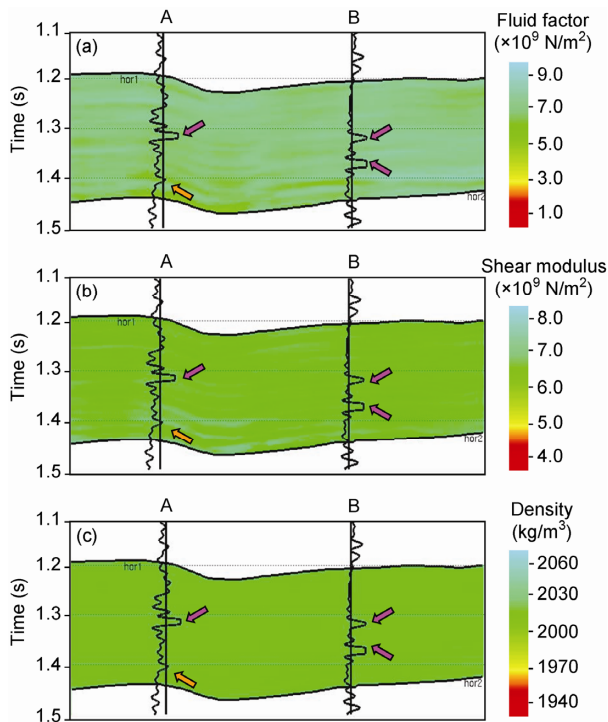 A B
Fluid factor
(×10⁹ N/m²)
1.1
(a)
hor1
1.2
1.3
1.4
1.5
Time (s)
hor2
9.0
7.0
5.0
3.0
1.0
A B
Shear modulus
(×10⁹ N/m²)
1.1
(b)
hor1
1.2
1.3
1.4
1.5
Time (s)
hor2
8.0
7.0
6.0
5.0
4.0
A B
Density
(kg/m³)
1.1
(c)
hor1
1.2
1.3
1.4
1.5
Time (s)
hor2
2060
2030
2000
1970
1940